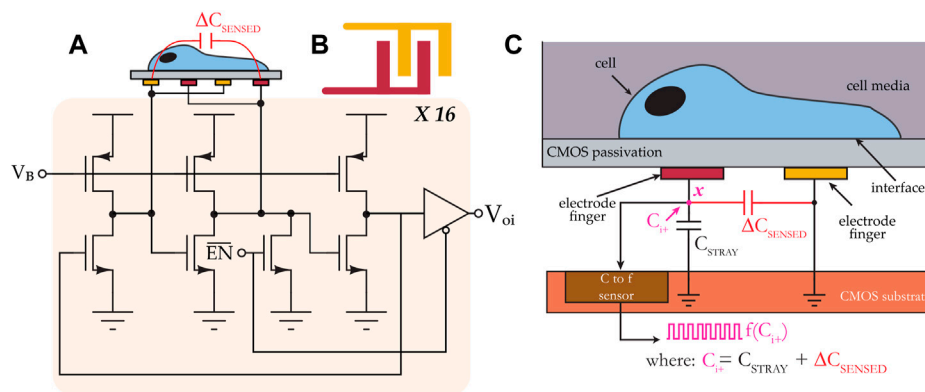 A
ΔC_SENSED
B
X 16
V_B
EN
V_oi
C
cell
cell media
CMOS passivation
interface
electrode
finger
x
C_i+
C_STRAY
ΔC_SENSED
electrode
finger
C to f
sensor
CMOS substrat
f(C_i+)
where: C_i+ = C_STRAY + ΔC_SENSED